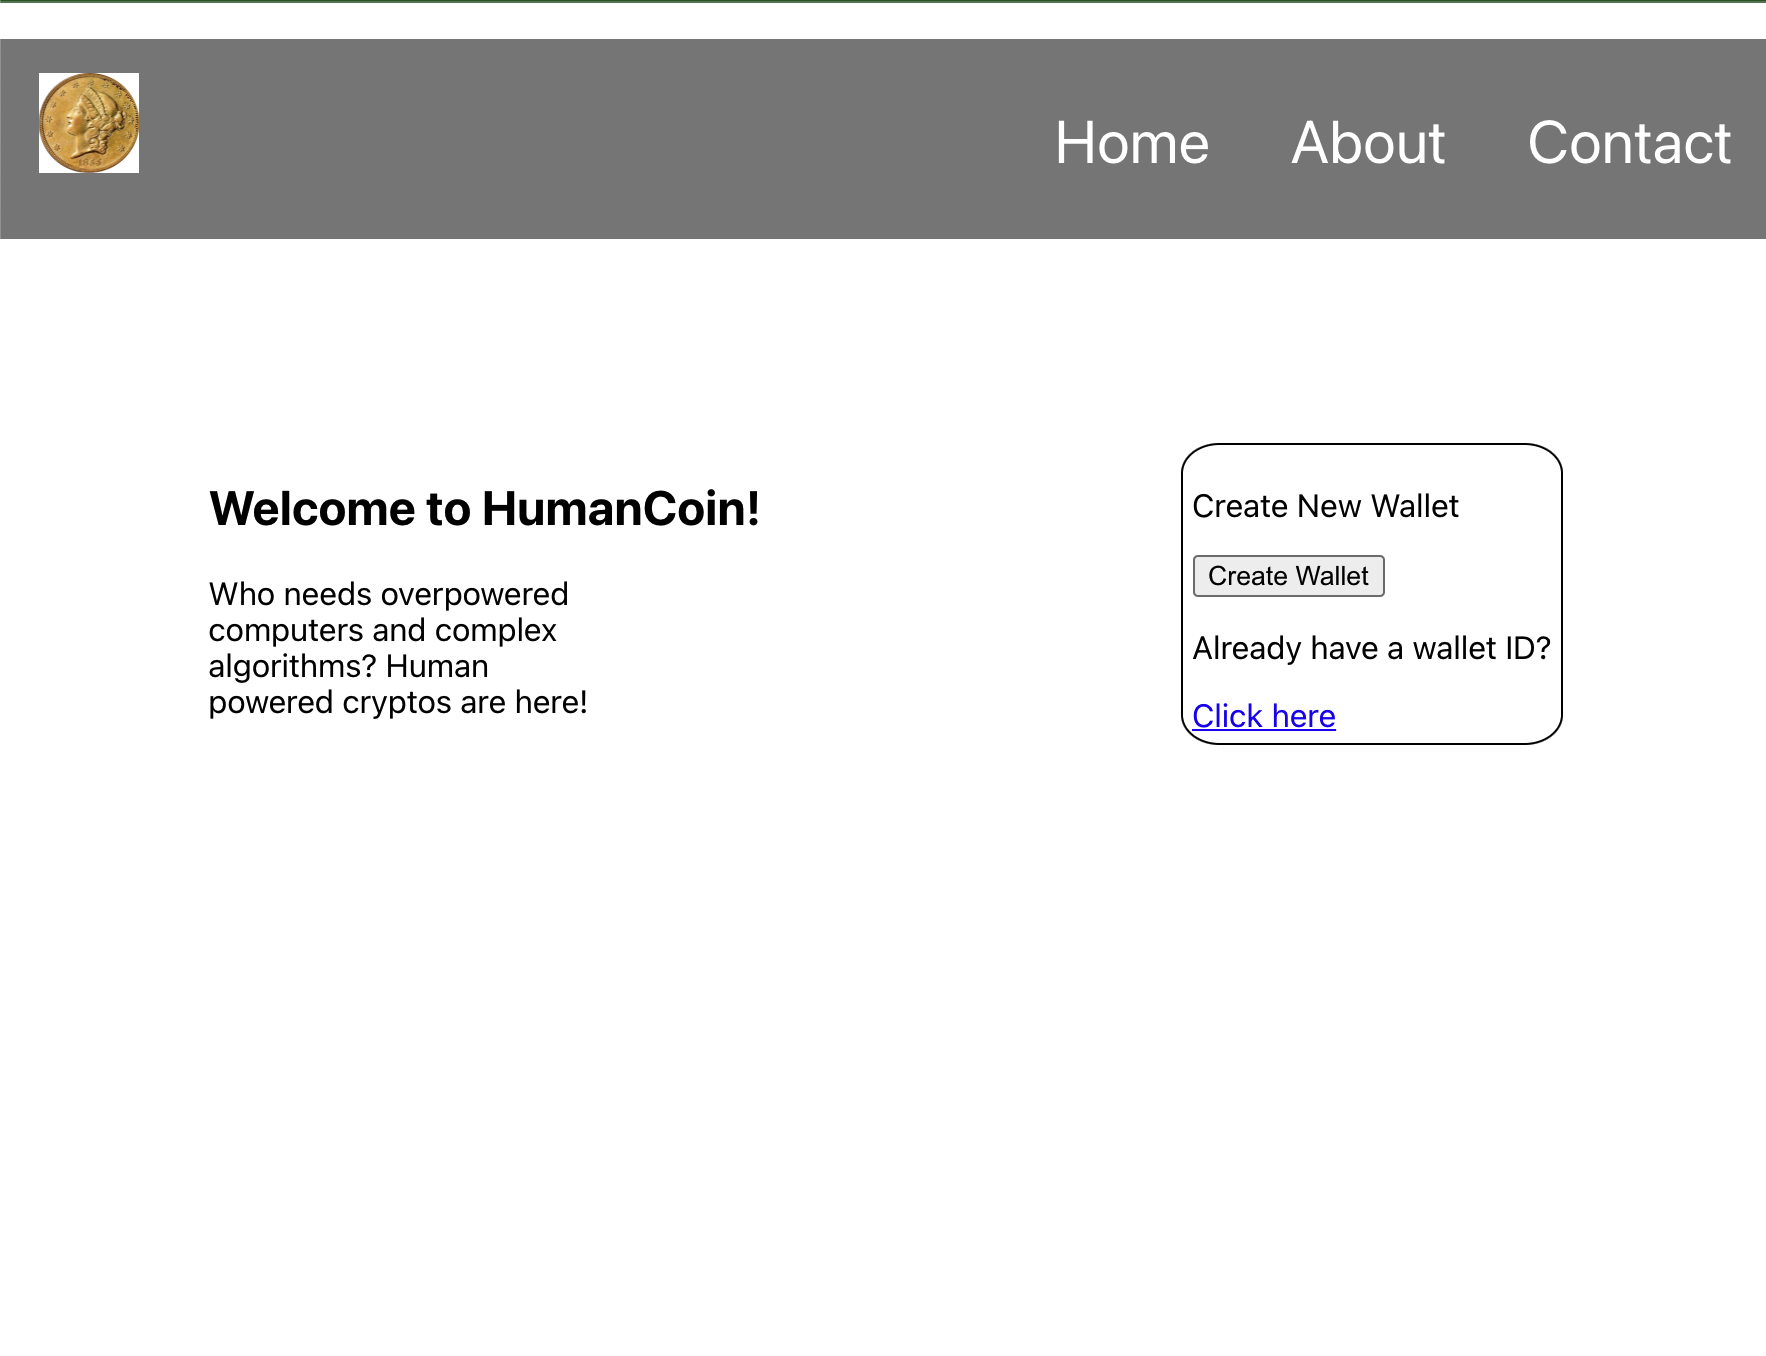 Home About Contact
Welcome to HumanCoin!
Who needs overpowered
computers and complex
algorithms? Human
powered cryptos are here!
Create New Wallet
Create Wallet
Already have a wallet ID?
Click here